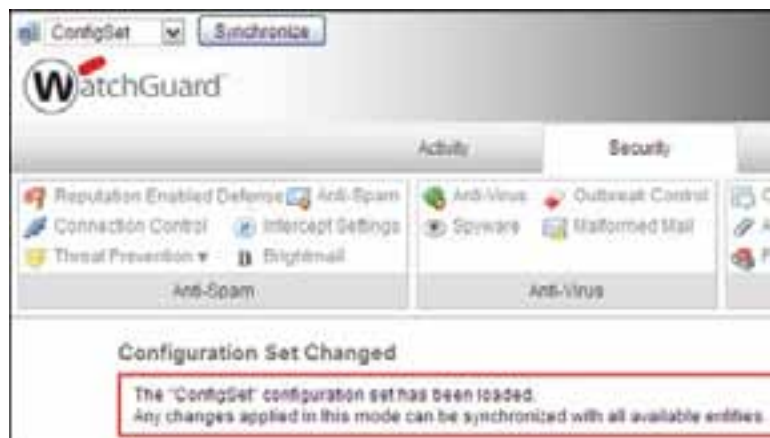 ConfigSet Synchronize
WatchGuard
Activity Security
Reputation Enabled Defense Anti-Spam Anti-Virus Outbreak Control
Connection Control Intercept Settings Spyware Malformed Mail
Threat Prevention Brightmail
Anti-Spam Anti-Virus
Configuration Set Changed
The "ConfigSet" configuration set has been loaded.
Any changes applied in this mode can be synchronized with all available entities.